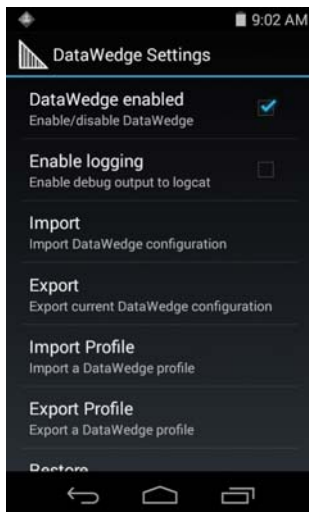 9:02 AM
DataWedge Settings
DataWedge enabled
Enable/disable DataWedge
Enable logging
Enable debug output to logcat
Import
Import DataWedge configuration
Export
Export current DataWedge configuration
Import Profile
Import a DataWedge profile
Export Profile
Export a DataWedge profile
Restore